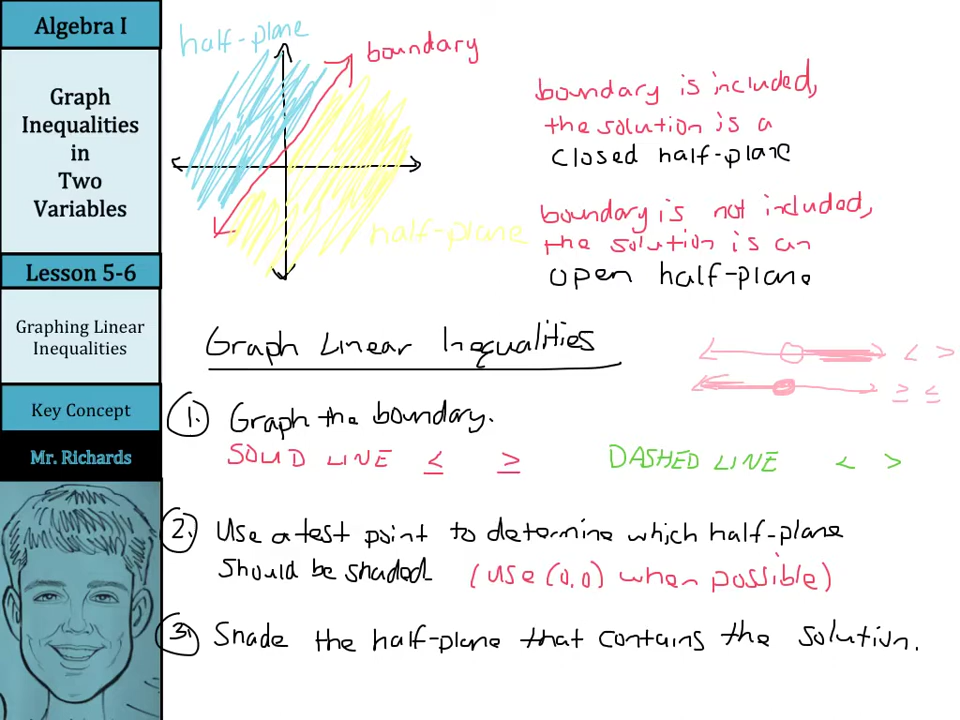 Algebra I
Graph
Inequalities
in
Two
Variables
Lesson 5-6
Graphing Linear
Inequalities
Key Concept
Mr. Richards
half-plane
boundary
half-plane
boundary is included,
the solution is a
closed half-plane
boundary is not included,
the solution is an
open half-plane
Graph Linear Inequalities
< >
≥ ≤
1. Graph the boundary.
SOLID LINE ≤ ≥ DASHED LINE < >
2. Use a test point to determine which half-plane
should be shaded (use (0,0) when possible)
3. Shade the half-plane that contains the solution.